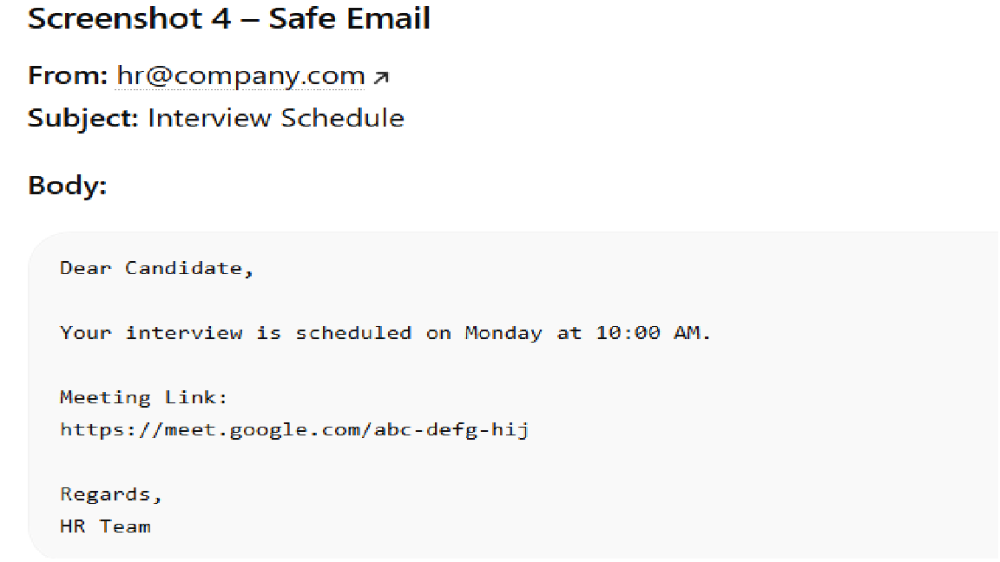 Screenshot 4 – Safe Email
From: hr@company.com ↗
Subject: Interview Schedule
Body:
Dear Candidate,
Your interview is scheduled on Monday at 10:00 AM.
Meeting Link:
https://meet.google.com/abc-defg-hij
Regards,
HR Team